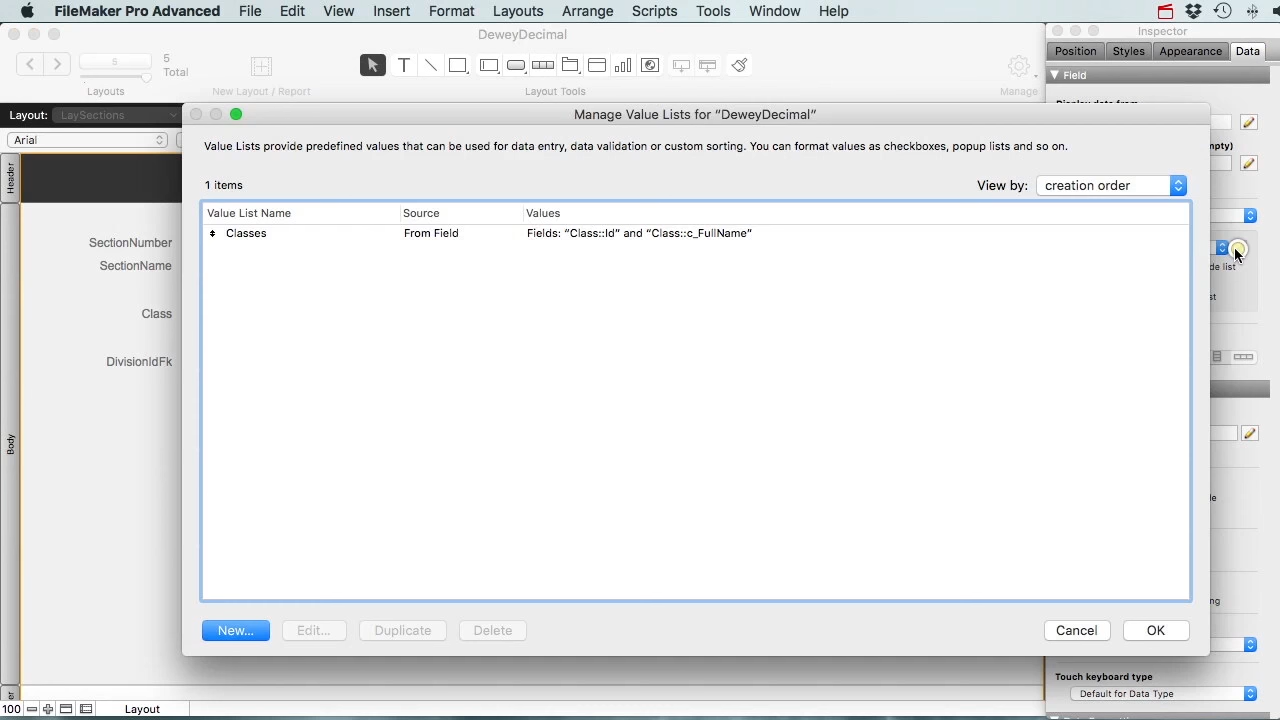 FileMaker Pro Advanced File Edit View Insert Format Layouts Arrange Scripts Tools Window Help
DeweyDecimal
Inspector
5
5
Total
Layouts
New Layout / Report
Layout Tools
Manage
Position Styles Appearance Data
Field
Layout: LaySections
Arial
Manage Value Lists for "DeweyDecimal"
Value Lists provide predefined values that can be used for data entry, data validation or custom sorting. You can format values as checkboxes, popup lists and so on.
1 items
View by: creation order
Value List Name Source Values
Classes From Field Fields: "Class::Id" and "Class::c_FullName"
Header
SectionNumber
SectionName
Class
DivisionIdFk
Body
New... Edit... Duplicate Delete Cancel OK
Touch keyboard type
Default for Data Type
100 Layout